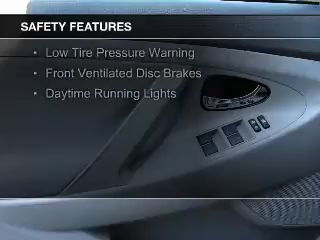 SAFETY FEATURES
• Low Tire Pressure Warning
• Front Ventilated Disc Brakes
• Daytime Running Lights